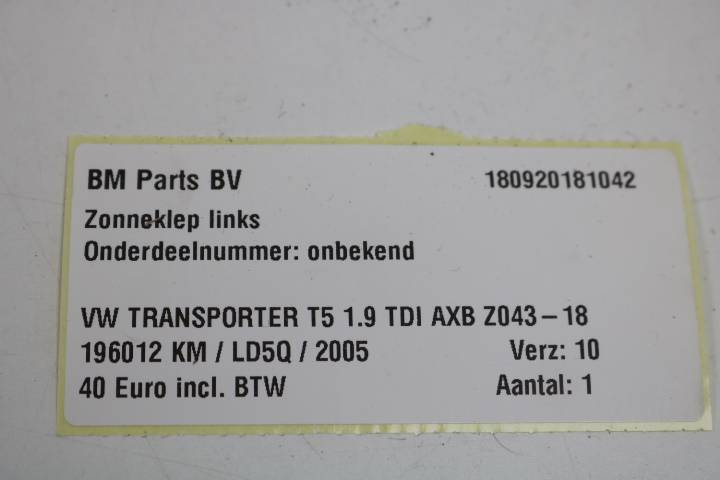 BM Parts BV 180920181042
Zonneklep links
Onderdeelnummer: onbekend
VW TRANSPORTER T5 1.9 TDI AXB Z043-18
196012 KM / LD5Q / 2005 Verz: 10
40 Euro incl. BTW Aantal: 1